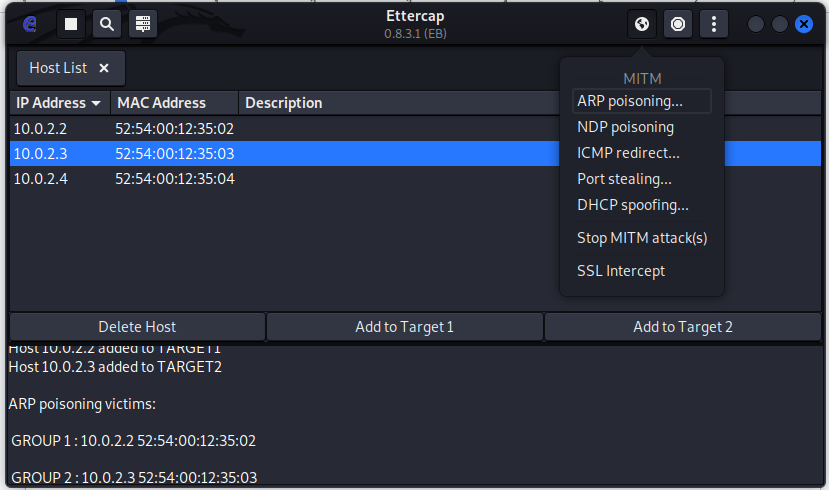 Ettercap
0.8.3.1 (EB)
Host List
MITM
ARP poisoning...
NDP poisoning
ICMP redirect...
Port stealing...
DHCP spoofing...
Stop MITM attack(s)
SSL Intercept
IP Address MAC Address Description
10.0.2.2 52:54:00:12:35:02
10.0.2.3 52:54:00:12:35:03
10.0.2.4 52:54:00:12:35:04
Delete Host Add to Target 1 Add to Target 2
Host 10.0.2.2 added to TARGET1
Host 10.0.2.3 added to TARGET2
ARP poisoning victims:
GROUP 1 : 10.0.2.2 52:54:00:12:35:02
GROUP 2 : 10.0.2.3 52:54:00:12:35:03